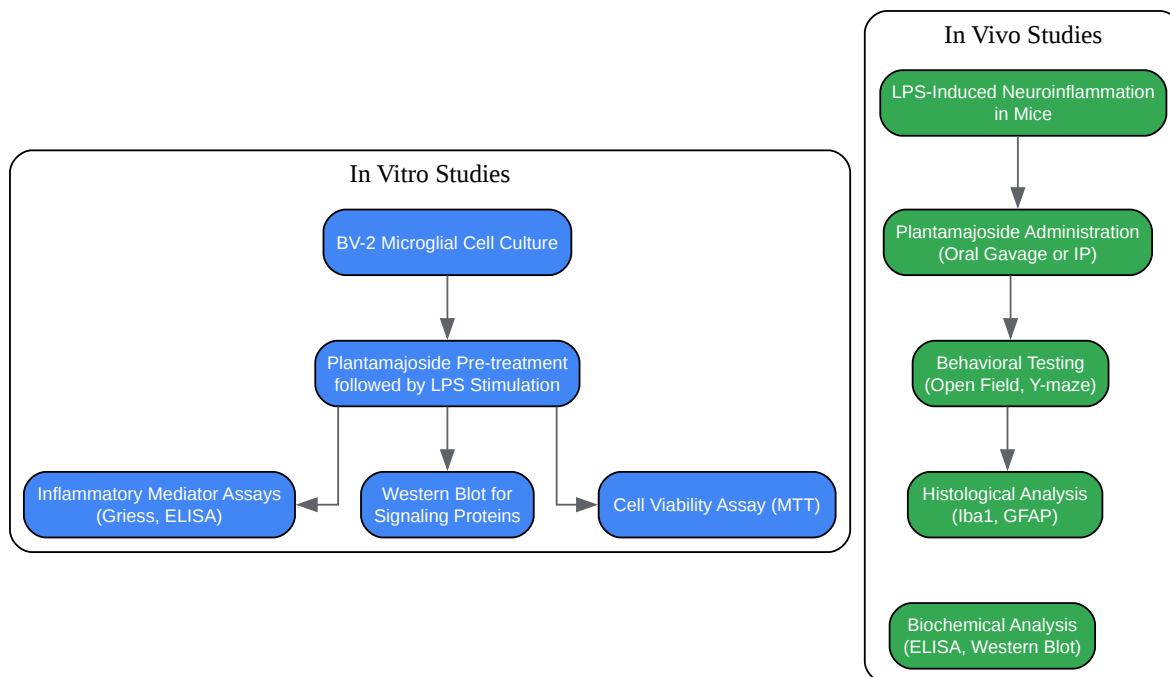 In Vitro Studies
BV-2 Microglial Cell Culture
Plantamajoside Pre-treatment
followed by LPS Stimulation
Inflammatory Mediator Assays
(Griess, ELISA)
Western Blot for
Signaling Proteins
Cell Viability Assay (MTT)
In Vivo Studies
LPS-Induced Neuroinflammation
in Mice
Plantamajoside Administration
(Oral Gavage or IP)
Behavioral Testing
(Open Field, Y-maze)
Histological Analysis
(Iba1, GFAP)
Biochemical Analysis
(ELISA, Western Blot)